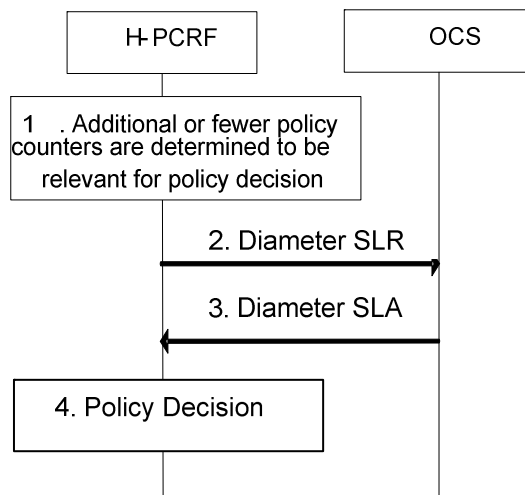 H-PCRF
OCS
1 . Additional or fewer policy
counters are determined to be
relevant for policy decision
2. Diameter SLR
3. Diameter SLA
4. Policy Decision